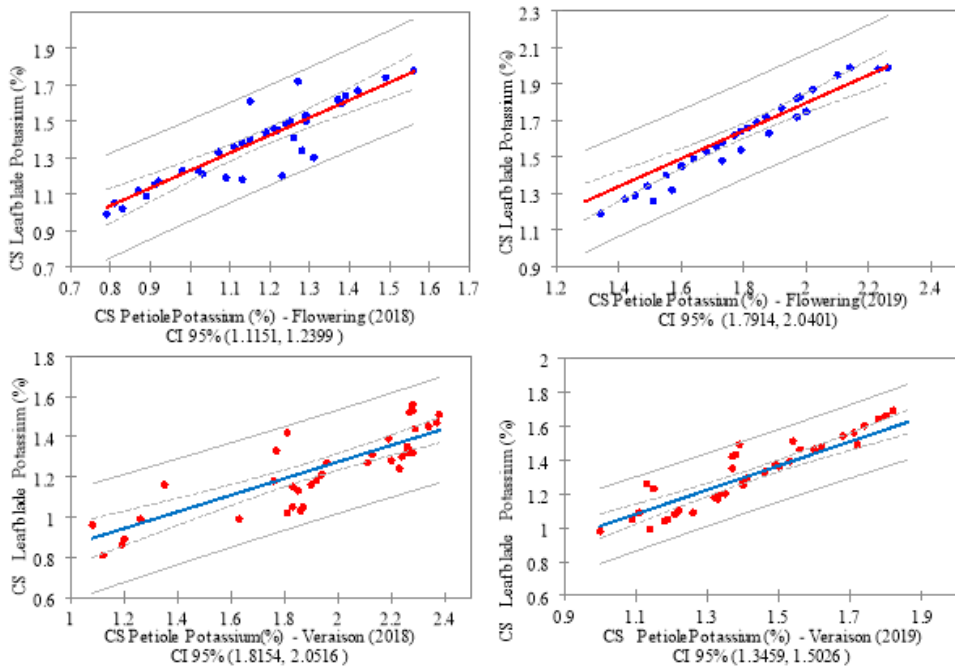 CS Leafblade Potassium (%)
2.1
1.9
1.7
1.5
1.3
1.1
0.9
0.7
0.7 0.8 0.9 1 1.1 1.2 1.3 1.4 1.5 1.6 1.7
CS Petiole Potassium (%) - Flowering (2018)
CI 95% (1.1151, 1.2399 )
CS Leafblade Potassium (%)
2.3
2.1
1.9
1.7
1.5
1.3
1.1
0.9
1.2 1.4 1.6 1.8 2 2.2 2.4
CS Petiole Potassium (%) - Flowering (2019)
CI 95% (1.7914, 2.0401)
CS Leafblade Potassium (%)
1.8
1.6
1.4
1.2
1
0.8
0.6
1 1.2 1.4 1.6 1.8 2 2.2 2.4
CS Petiole Potassium(%) - Veraison (2018)
CI 95% (1.8154, 2.0516 )
CS Leafblade Potassium (%)
2
1.8
1.6
1.4
1.2
1
0.8
0.6
0.9 1.1 1.3 1.5 1.7 1.9
CS Petiole Potassium(%) - Veraison (2019)
CI 95% (1.3459, 1.5026 )